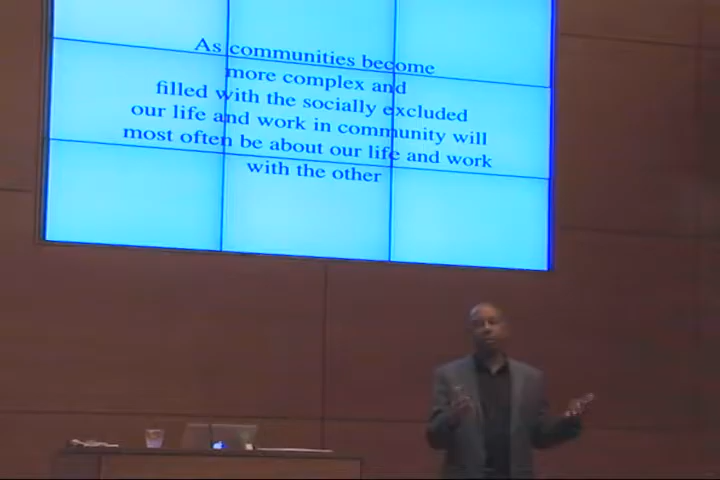 As communities become
more complex and
filled with the socially excluded
our life and work in community will
most often be about our life and work
with the other